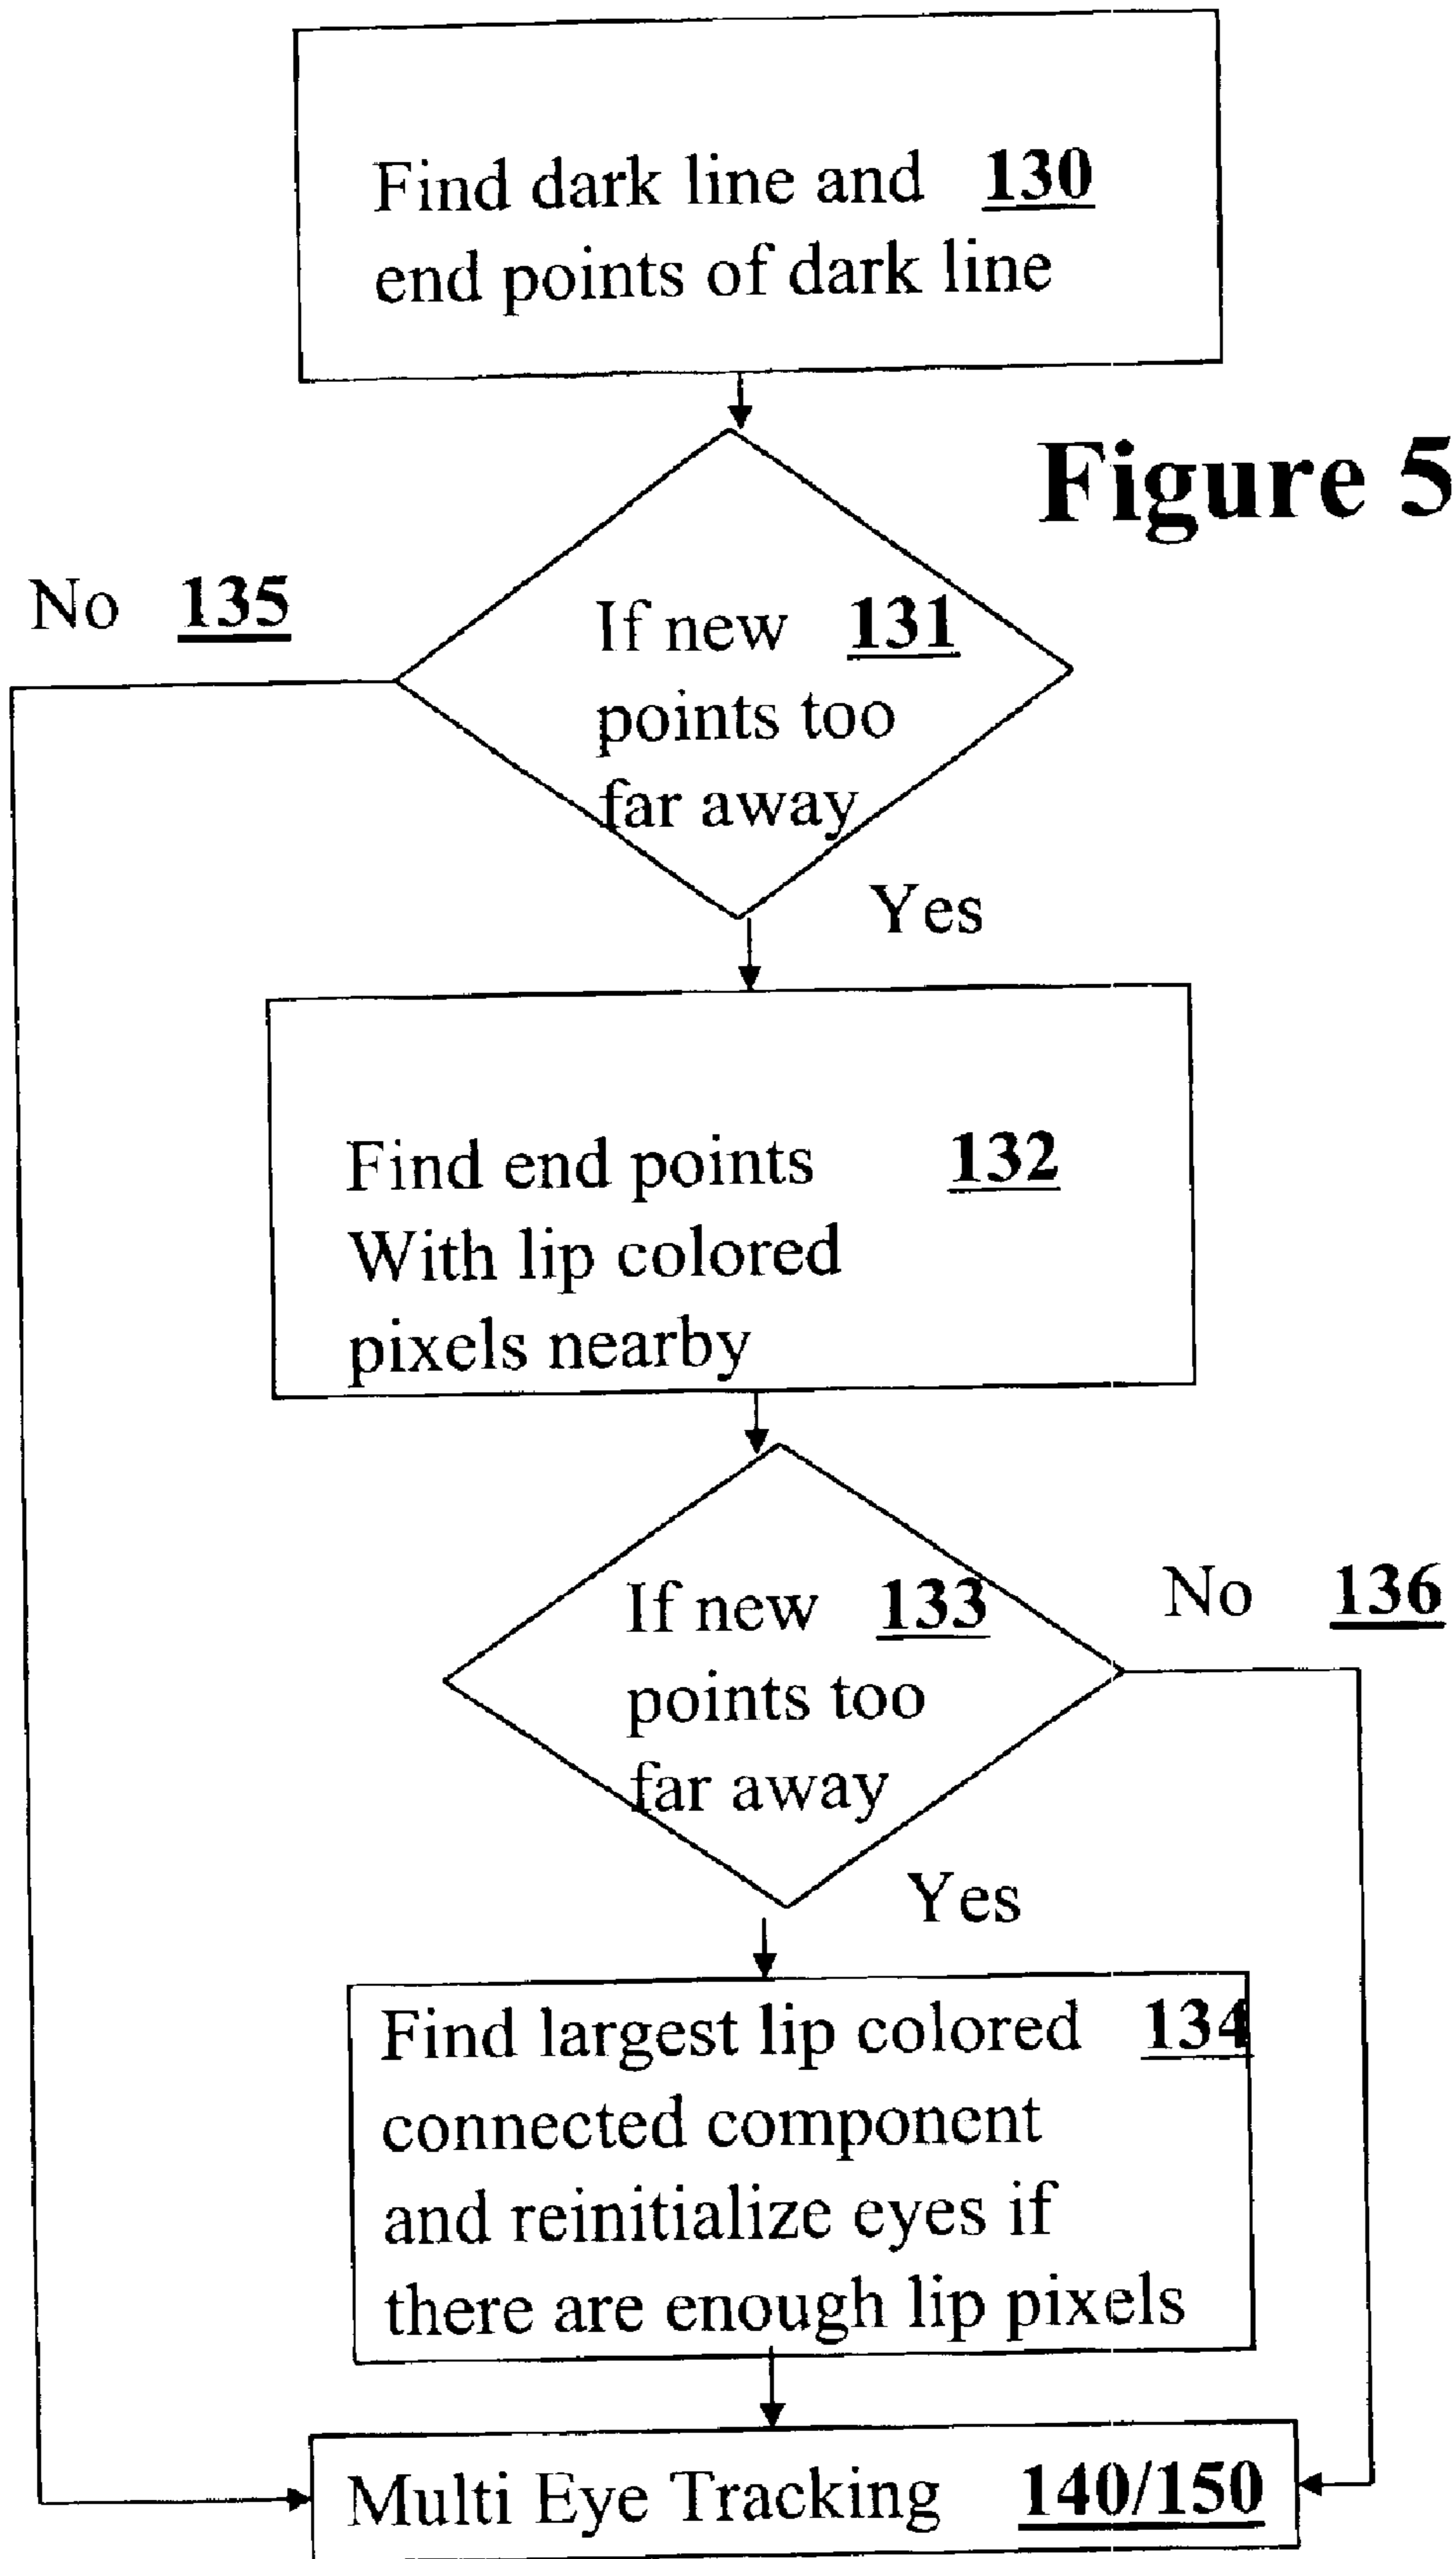 Find dark line and 130
end points of dark line
Figure 5
No 135
If new 131
points too
far away
Yes
Find end points 132
With lip colored
pixels nearby
If new 133
points too
far away
No 136
Yes
Find largest lip colored 134
connected component
and reinitialize eyes if
there are enough lip pixels
Multi Eye Tracking 140/150